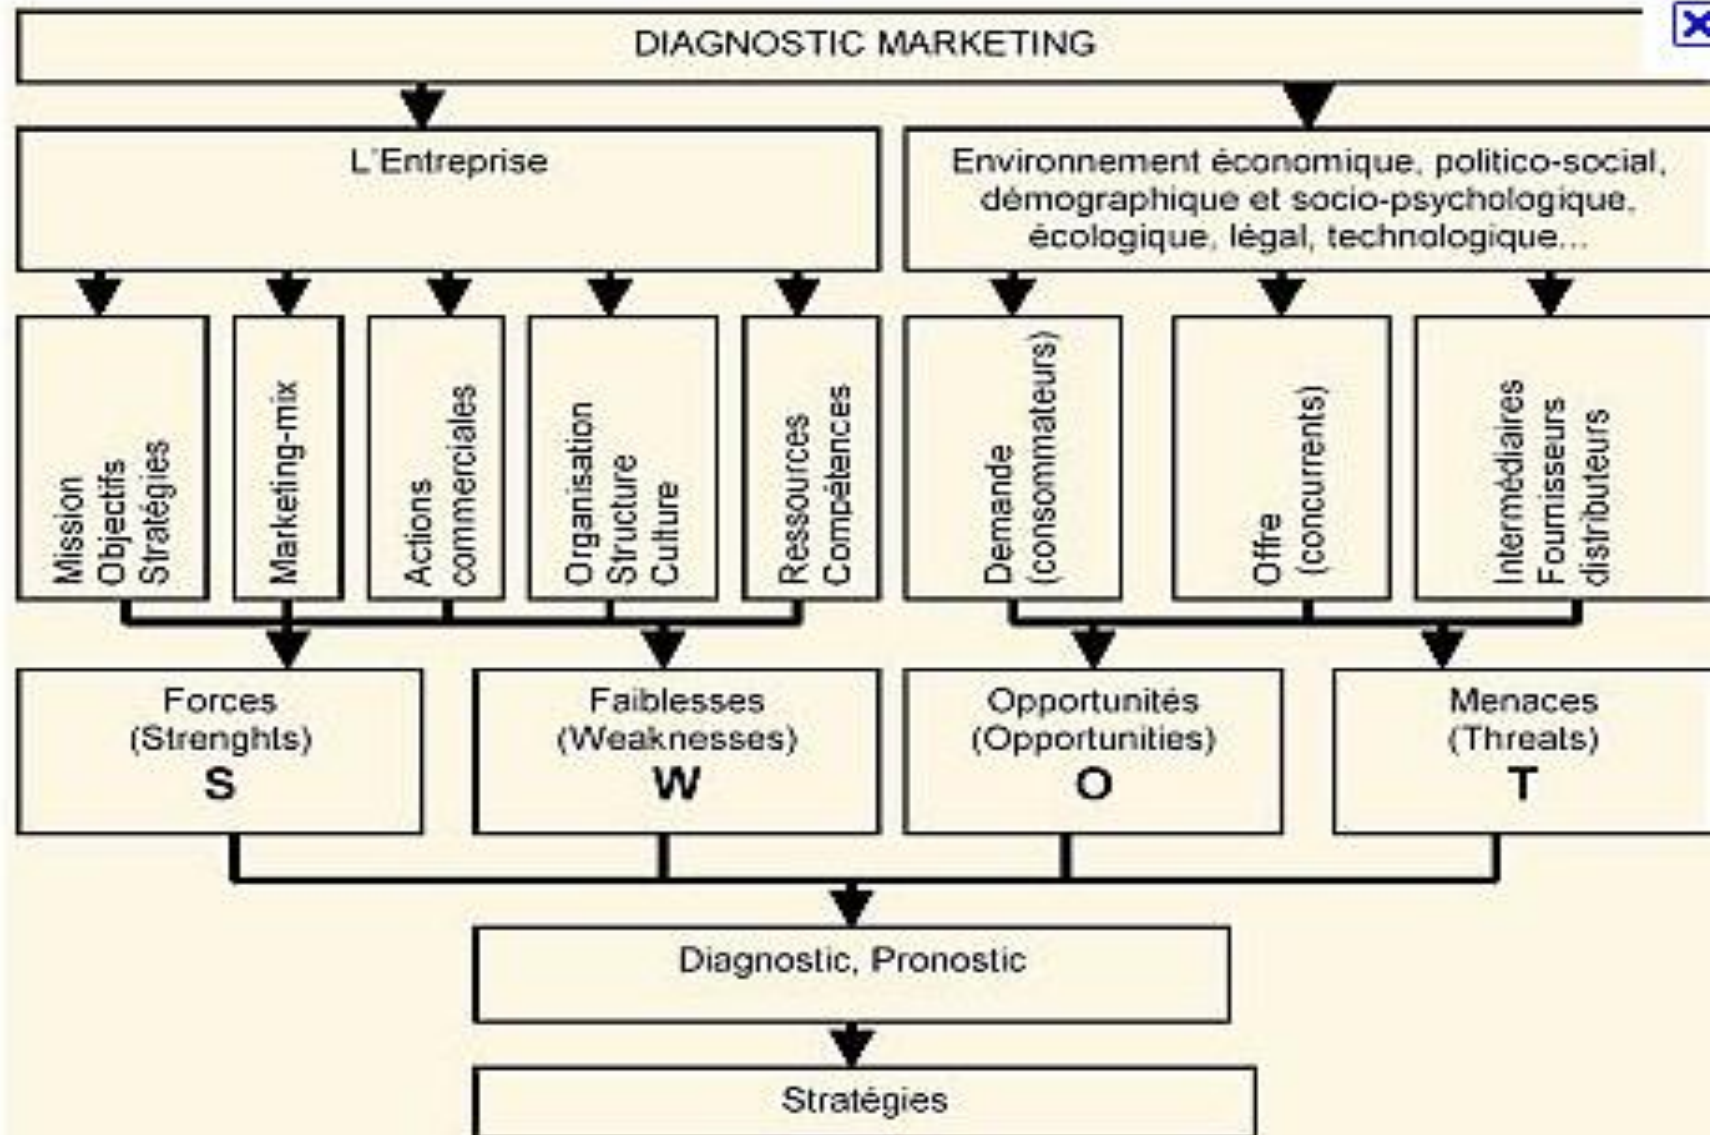 DIAGNOSTIC MARKETING
L'Entreprise
Environnement économique, politico-social,
démographique et socio-psychologique,
écologique, légal, technologique...
Mission
Objectifs
Stratégies
Marketing-mix
Actions
commerciales
Organisation
Structure
Culture
Ressources
Compétences
Demande
(consommateurs)
Offre
(concurrents)
Intermédiaires
Fournisseurs
distributeurs
Forces
(Strenghts)
S
Faiblesses
(Weaknesses)
W
Opportunités
(Opportunities)
O
Menaces
(Threats)
T
Diagnostic, Pronostic
Stratégies